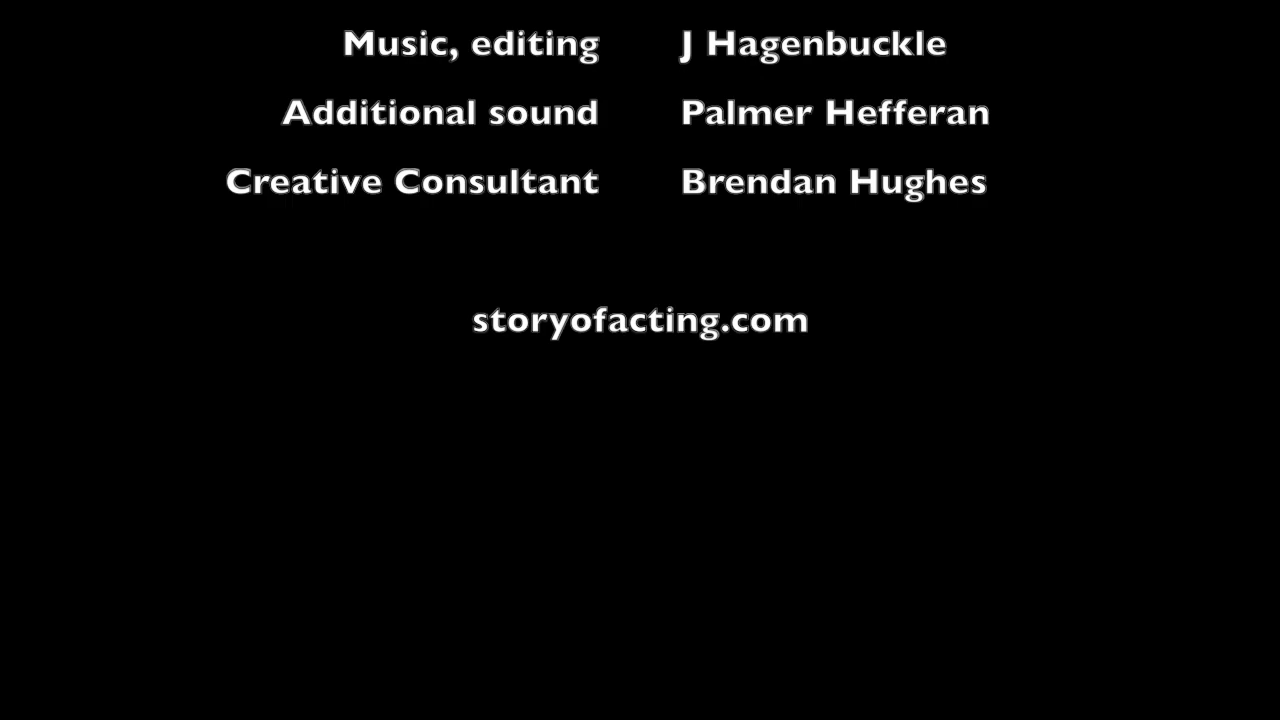 Music, editing J Hagenbuckle
Additional sound Palmer Hefferan
Creative Consultant Brendan Hughes
storyofacting.com